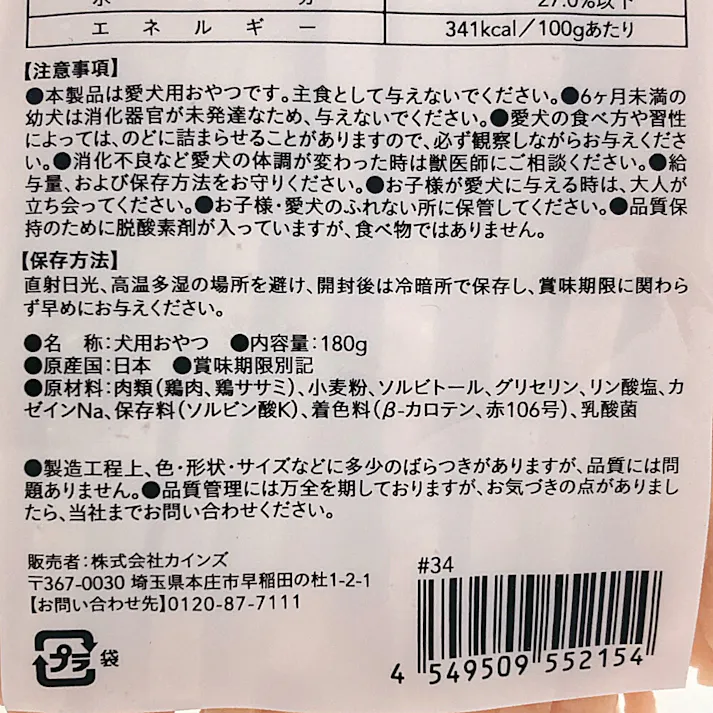 水　　　　　分　27.0%以下
エネルギー　341kcal／100gあたり
【注意事項】
●本製品は愛犬用おやつです。主食として与えないでください。●6ヶ月未満の
幼犬は消化器官が未発達なため、与えないでください。●愛犬の食べ方や習性
によっては、のどに詰まらせることがありますので、必ず観察しながらお与えくださ
い。●消化不良など愛犬の体調が変わった時は獣医師にご相談ください。●給
与量、および保存方法をお守りください。●お子様が愛犬に与える時は、大人が
立ち会ってください。●お子様・愛犬のふれない所に保管してください。●品質保
持のために脱酸素剤が入っていますが、食べ物ではありません。
【保存方法】
直射日光、高温多湿の場所を避け、開封後は冷暗所で保存し、賞味期限に関わら
ず早めにお与えください。
●名　称：犬用おやつ　●内容量：180g
●原産国：日本　●賞味期限別記
●原材料：肉類（鶏肉、鶏ササミ）、小麦粉、ソルビトール、グリセリン、リン酸塩、カ
ゼインNa、保存料（ソルビン酸K）、着色料（β-カロテン、赤106号）、乳酸菌
●製造工程上、色・形状・サイズなどに多少のばらつきがありますが、品質には問
題ありません。●品質管理には万全を期しておりますが、お気づきの点がありまし
たら、当社までお問い合わせください。
販売者：株式会社カインズ
〒367-0030 埼玉県本庄市早稲田の杜1-2-1
【お問い合わせ先】0120-87-7111
プラ 袋
#34
4 549509 552154